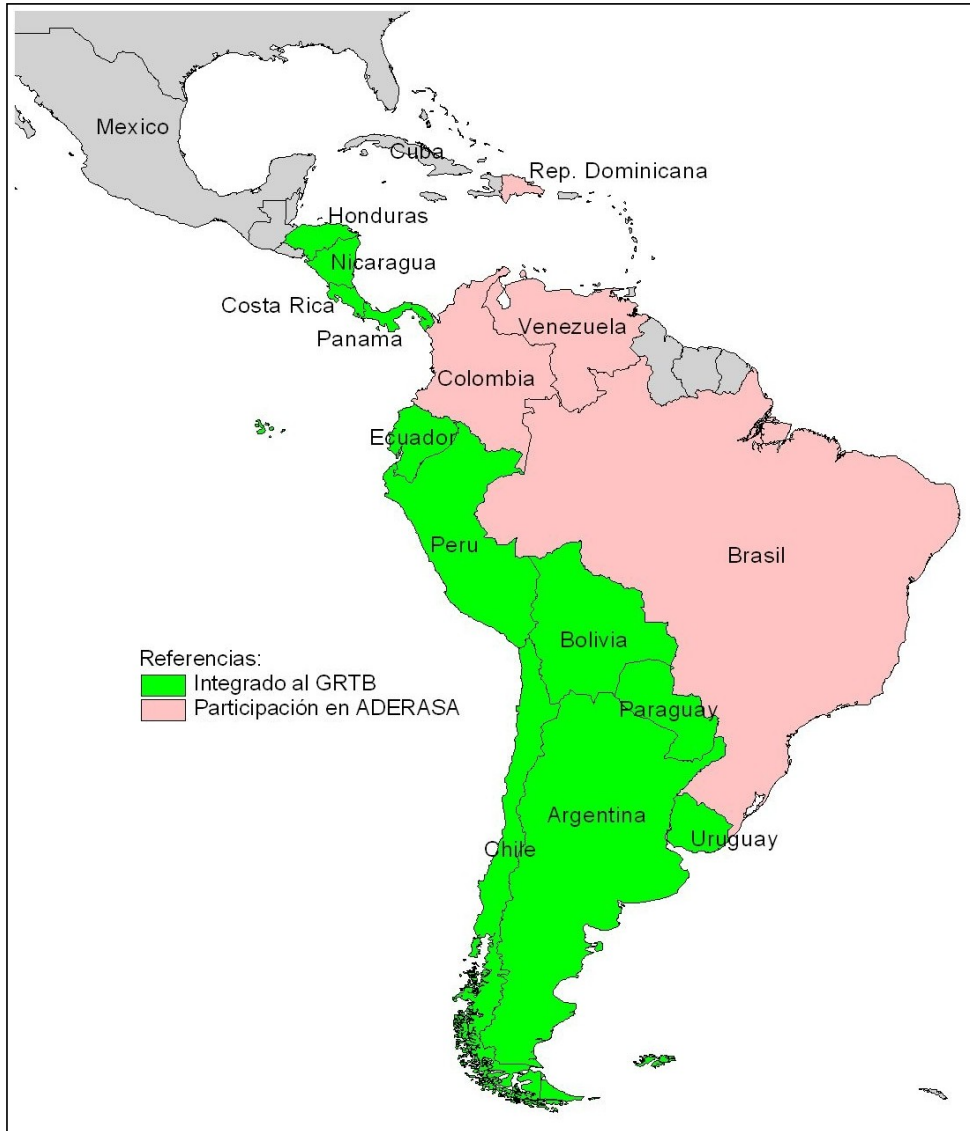 Mexico
Cuba
Rep. Dominicana
Honduras
Nicaragua
Costa Rica
Panama
Venezuela
Colombia
Ecuador
Peru
Brasil
Bolivia
Referencias:
Integrado al GRTB
Participación en ADERASA
Paraguay
Argentina
Uruguay
Chile